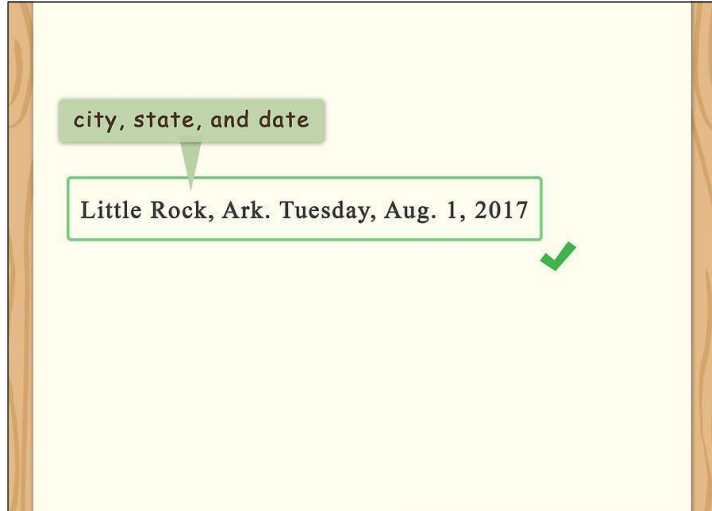 city, state, and date
Little Rock, Ark. Tuesday, Aug. 1, 2017